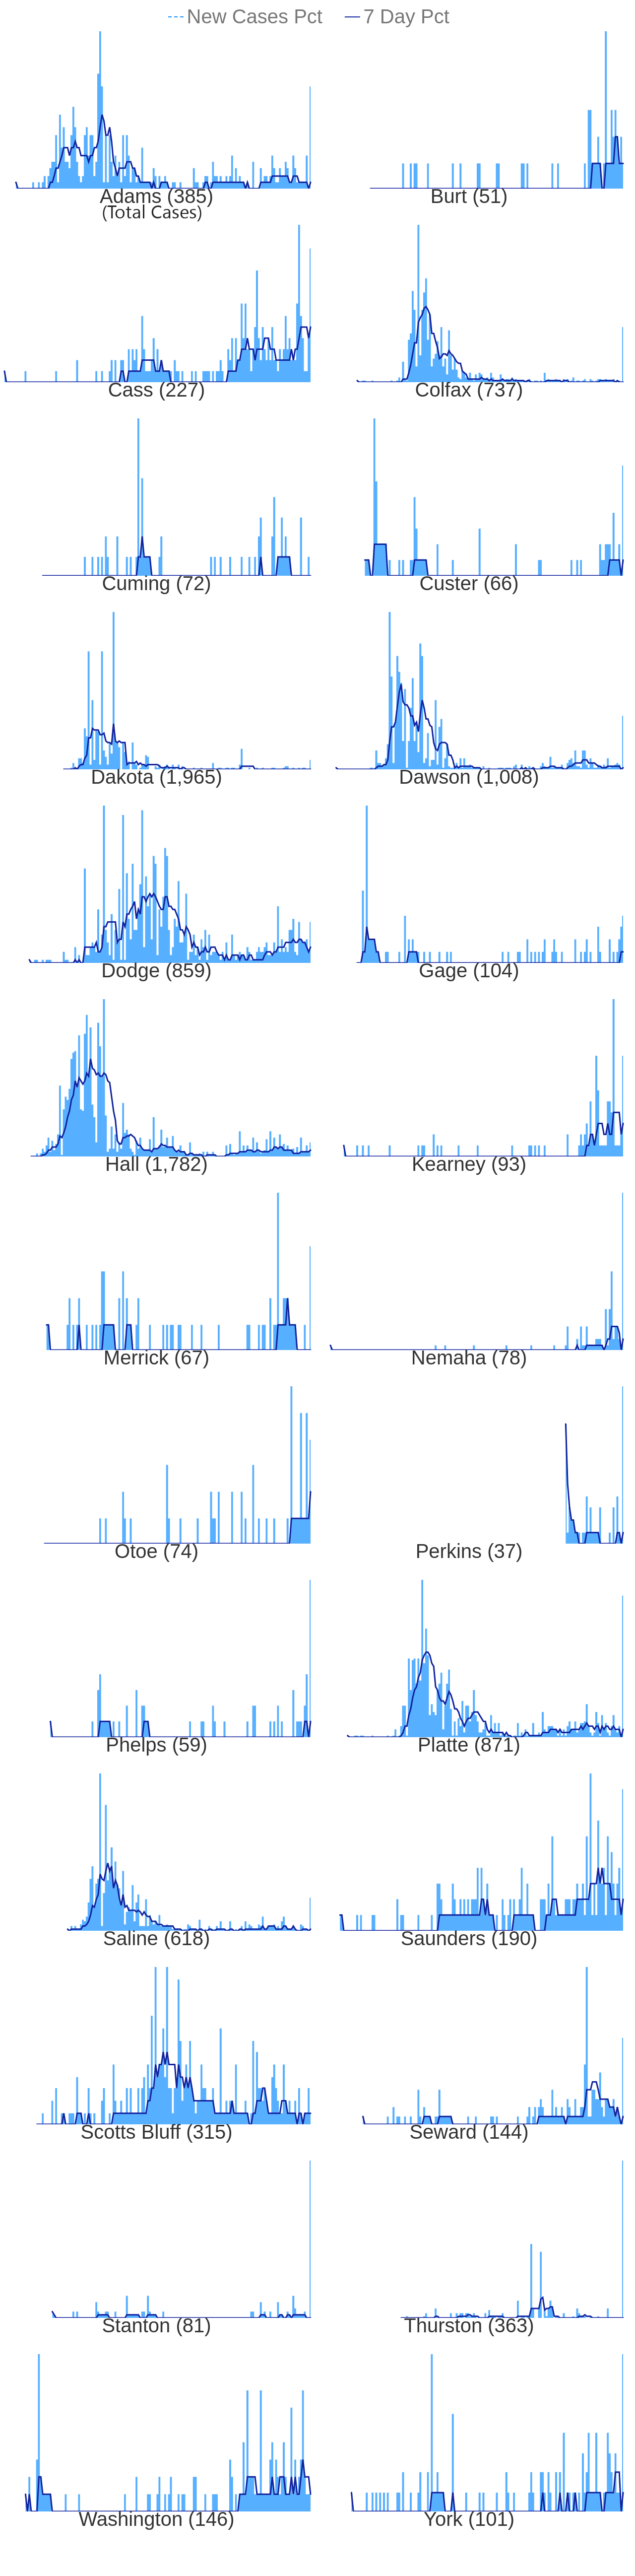 New Cases Pct 7 Day Pct
Adams (385) Burt (51)
(Total Cases)
Cass (227) Colfax (737)
Cuming (72) Custer (66)
Dakota (1,965) Dawson (1,008)
Dodge (859) Gage (104)
Hall (1,782) Kearney (93)
Merrick (67) Nemaha (78)
Otoe (74) Perkins (37)
Phelps (59) Platte (871)
Saline (618) Saunders (190)
Scotts Bluff (315) Seward (144)
Stanton (81) Thurston (363)
Washington (146) York (101)